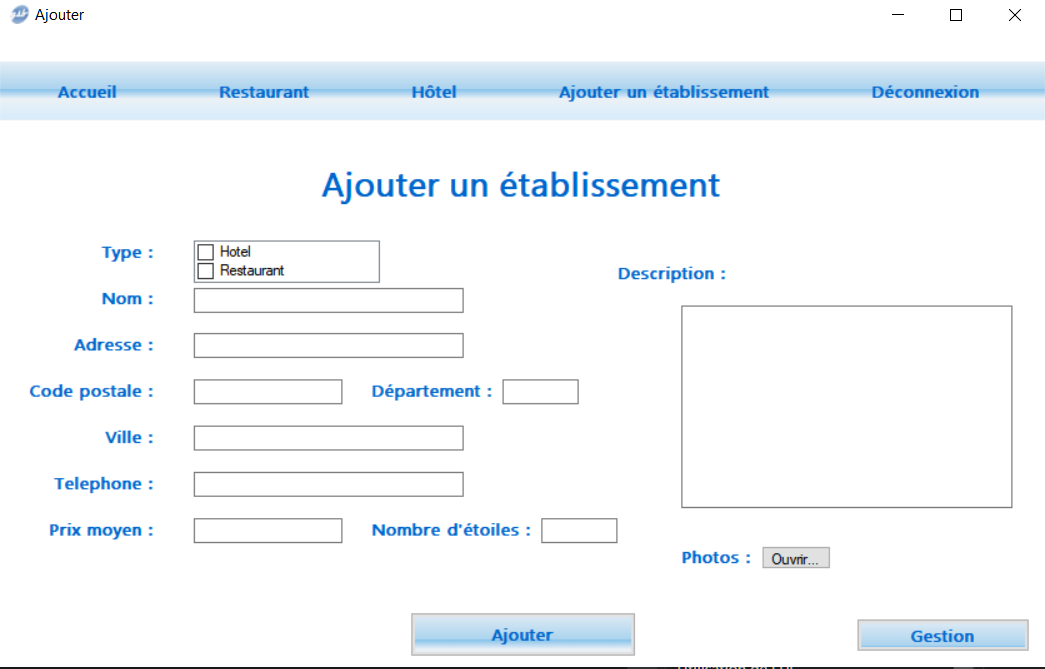 Ajouter
Accueil Restaurant Hôtel Ajouter un établissement Déconnexion
Ajouter un établissement
Type :
Hotel
Restaurant
Description :
Nom :
Adresse :
Code postale : Département :
Ville :
Telephone :
Prix moyen : Nombre d'étoiles :
Photos : Ouvrir...
Ajouter Gestion